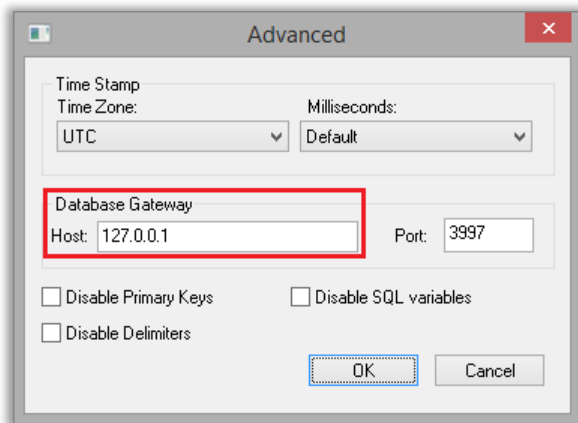 Advanced
Time Stamp
Time Zone: Milliseconds:
UTC Default
Database Gateway
Host: 127.0.0.1 Port: 3997
Disable Primary Keys Disable SQL variables
Disable Delimiters
OK Cancel